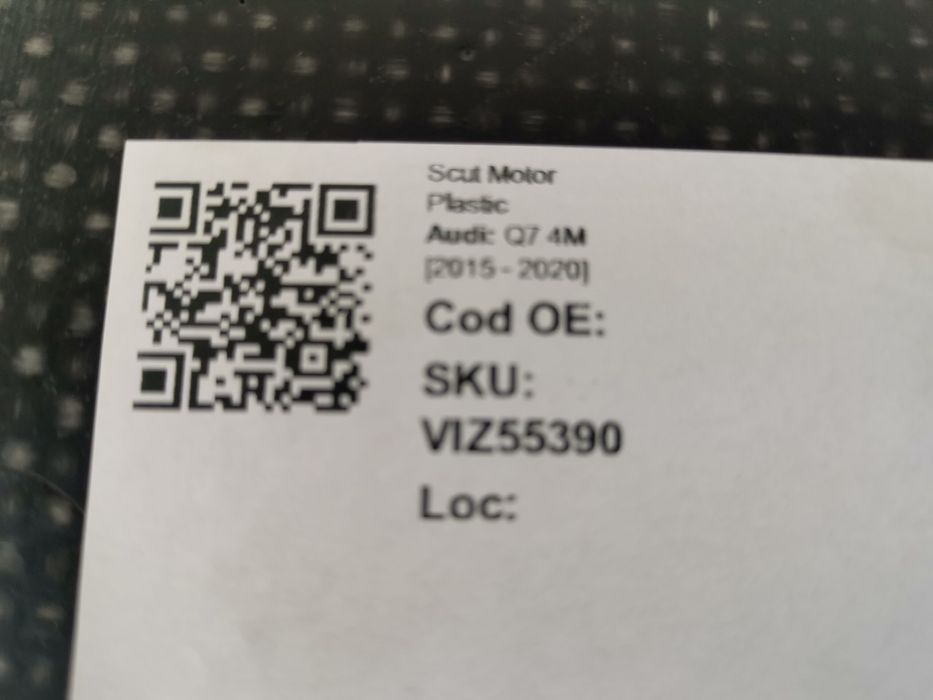 Scut Motor
Plastic
Audi: Q7 4M
[2015 - 2020]
Cod OE:
SKU:
VIZ55390
Loc: